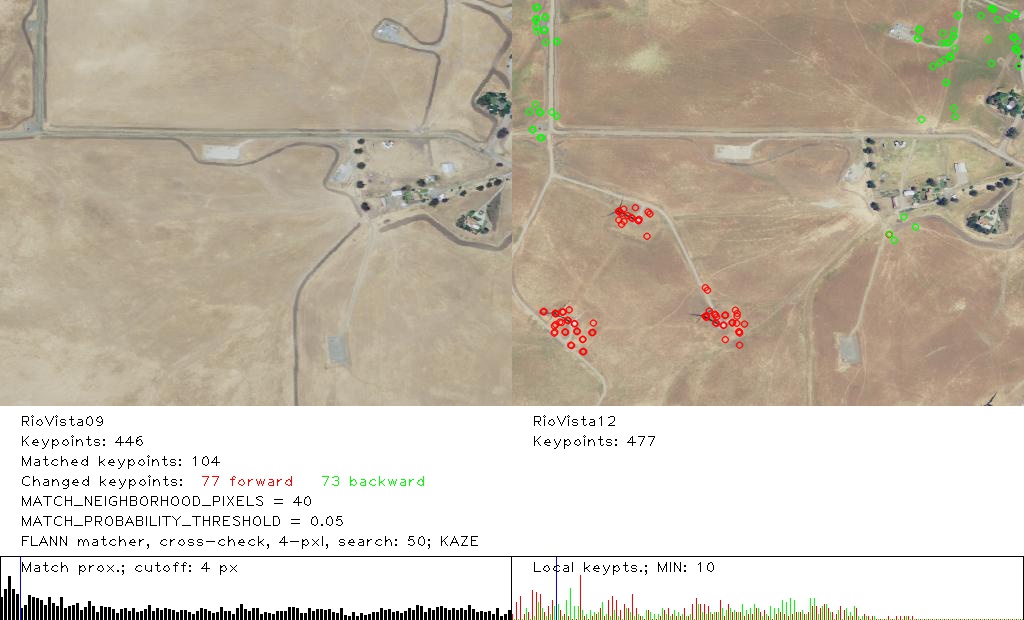 RioVista09
Keypoints: 446
Matched keypoints: 104
Changed keypoints: 77 forward 73 backward
MATCH_NEIGHBORHOOD_PIXELS = 40
MATCH_PROBABILITY_THRESHOLD = 0.05
FLANN matcher, cross-check, 4-pxl, search: 50; KAZE
RioVista12
Keypoints: 477
Match prox.; cutoff: 4 px
Local keypts.; MIN: 10